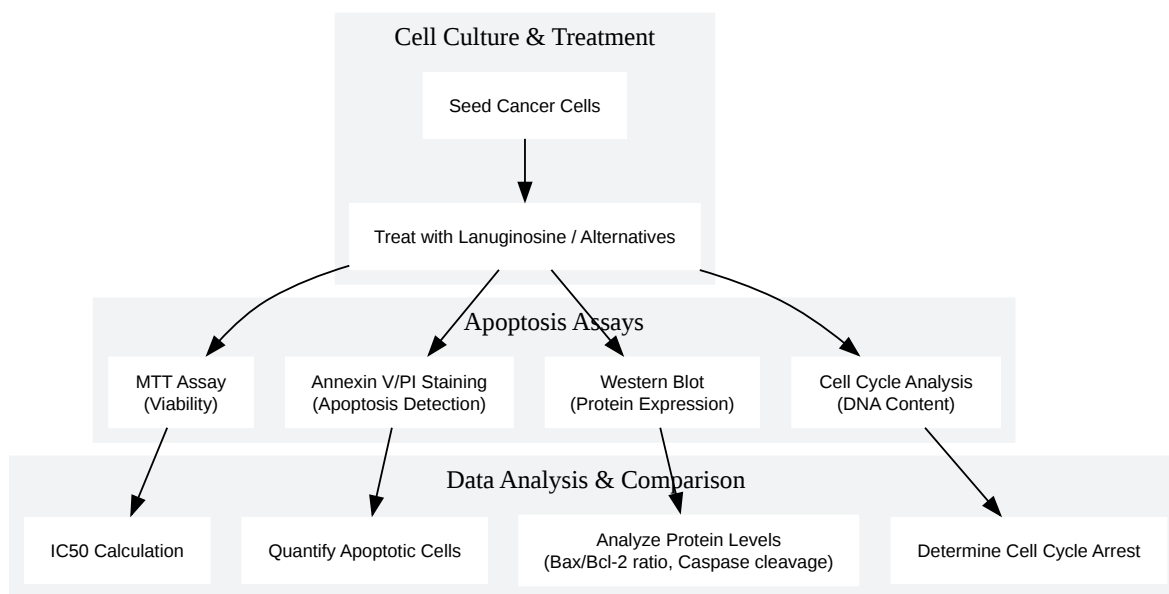 Cell Culture & Treatment
Seed Cancer Cells
Treat with Lanuginosine / Alternatives
Apoptosis Assays
MTT Assay
(Viability)
Annexin V/PI Staining
(Apoptosis Detection)
Western Blot
(Protein Expression)
Cell Cycle Analysis
(DNA Content)
Data Analysis & Comparison
IC50 Calculation
Quantify Apoptotic Cells
Analyze Protein Levels
(Bax/Bcl-2 ratio, Caspase cleavage)
Determine Cell Cycle Arrest